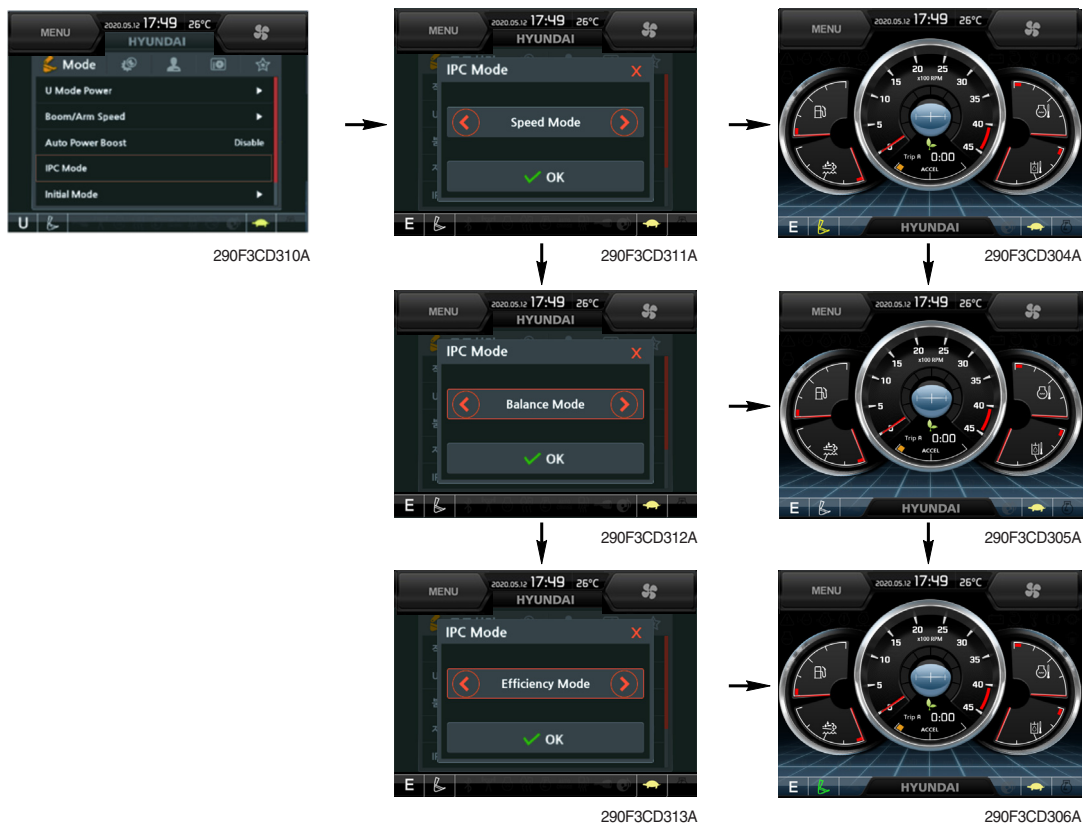 MENU 2020.05.12 17:49 26°C
HYUNDAI
Mode
U Mode Power
Boom/Arm Speed
Auto Power Boost Disable
IPC Mode
Initial Mode
U
290F3CD310A
MENU 2020.05.12 17:49 26°C
HYUNDAI
IPC Mode X
Speed Mode
OK
E
290F3CD311A
MENU 2020.05.12 17:49 26°C
0 5 10 15 20 25 30 35 40 45
x100 RPM
Trip A 0:00
ACCEL
E HYUNDAI
290F3CD304A
MENU 2020.05.12 17:49 26°C
HYUNDAI
IPC Mode X
Balance Mode
OK
E
290F3CD312A
MENU 2020.05.12 17:49 26°C
0 5 10 15 20 25 30 35 40 45
x100 RPM
Trip A 0:00
ACCEL
E HYUNDAI
290F3CD305A
MENU 2020.05.12 17:49 26°C
HYUNDAI
IPC Mode X
Efficiency Mode
OK
E
290F3CD313A
MENU 2020.05.12 17:49 26°C
0 5 10 15 20 25 30 35 40 45
x100 RPM
Trip A 0:00
ACCEL
E HYUNDAI
290F3CD306A